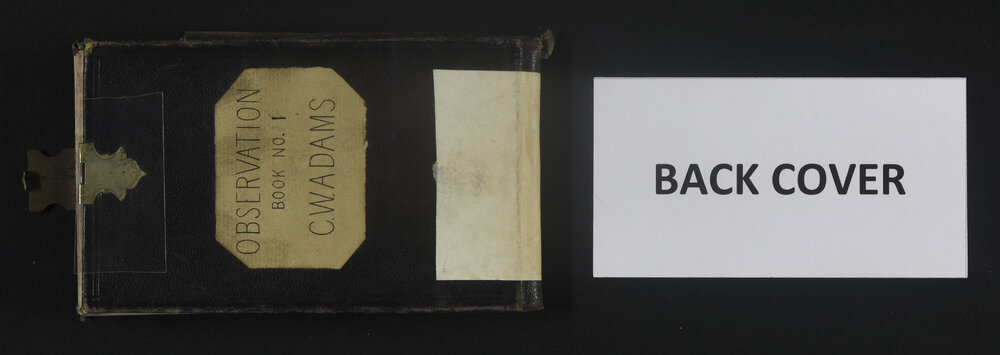 OBSERVATION
BOOK NO. 1
C.W.ADAMS
BACK COVER